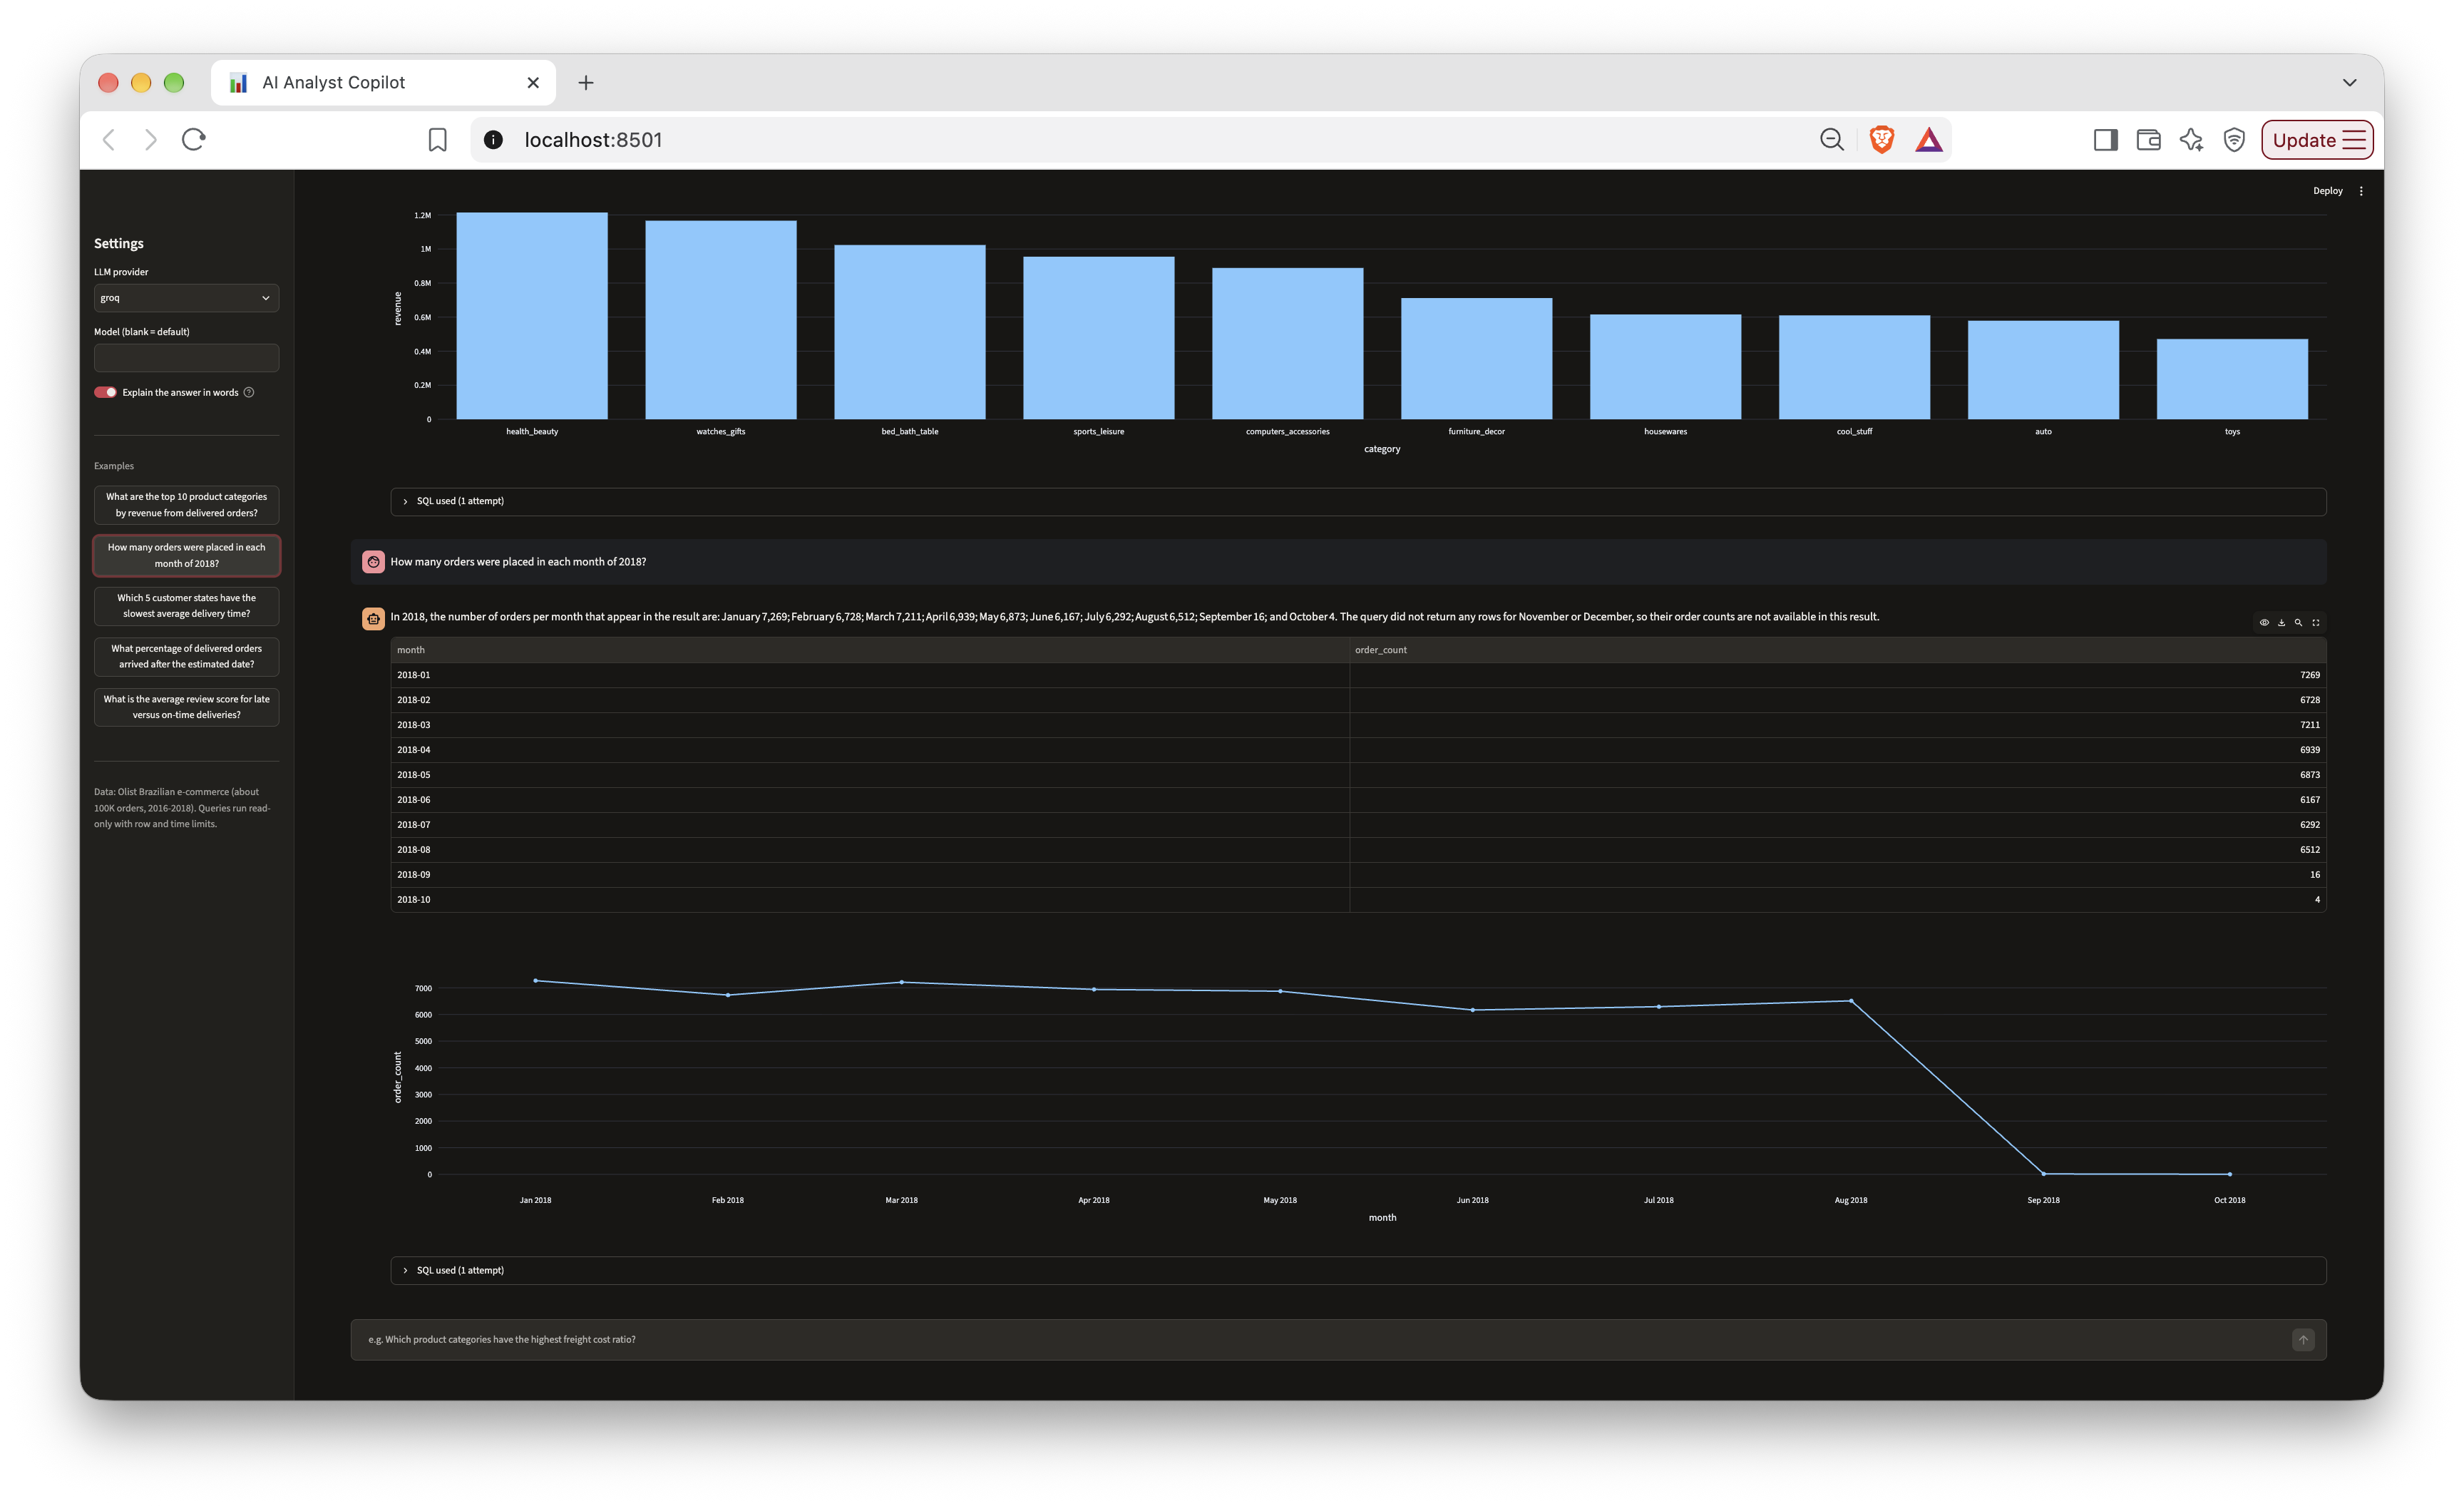 AI Analyst Copilot
localhost:8501
Update
Deploy
Settings
LLM provider
groq
Model (blank = default)
Explain the answer in words
Examples
What are the top 10 product categories
by revenue from delivered orders?
How many orders were placed in each
month of 2018?
Which 5 customer states have the
slowest average delivery time?
What percentage of delivered orders
arrived after the estimated date?
What is the average review score for late
versus on-time deliveries?
Data: Olist Brazilian e-commerce (about
100K orders, 2016-2018). Queries run read-
only with row and time limits.
1.2M
1M
0.8M
0.6M
0.4M
0.2M
0
revenue
health_beauty watches_gifts bed_bath_table sports_leisure computers_accessories furniture_decor housewares cool_stuff auto toys
category
SQL used (1 attempt)
How many orders were placed in each month of 2018?
In 2018, the number of orders per month that appear in the result are: January 7,269; February 6,728; March 7,211; April 6,939; May 6,873; June 6,167; July 6,292; August 6,512; September 16; and October 4. The query did not return any rows for November or December, so their order counts are not available in this result.
month order_count
2018-01 7269
2018-02 6728
2018-03 7211
2018-04 6939
2018-05 6873
2018-06 6167
2018-07 6292
2018-08 6512
2018-09 16
2018-10 4
7000
6000
5000
4000
3000
2000
1000
0
order_count
Jan 2018 Feb 2018 Mar 2018 Apr 2018 May 2018 Jun 2018 Jul 2018 Aug 2018 Sep 2018 Oct 2018
month
SQL used (1 attempt)
e.g. Which product categories have the highest freight cost ratio?